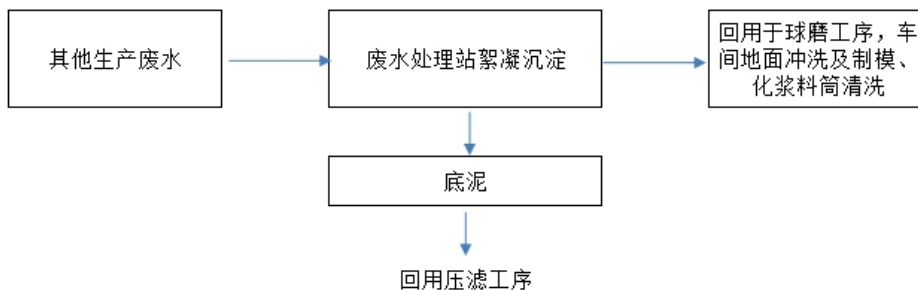 其他生产废水
废水处理站絮凝沉淀
回用于球磨工序，车
间地面冲洗及制模、
化浆料筒清洗
底泥
回用压滤工序